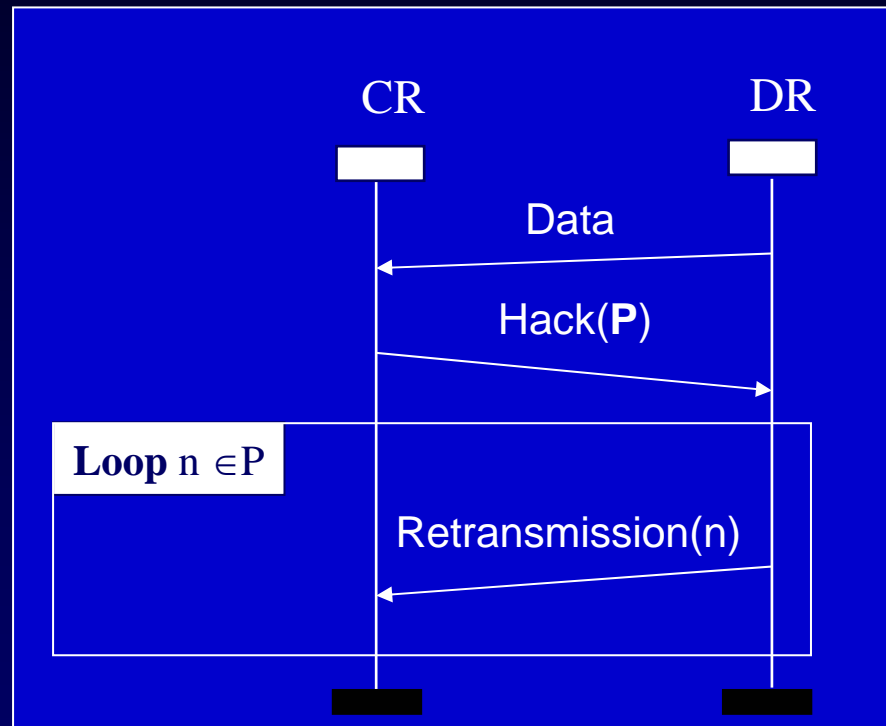 CR
DR
Data
Hack(P)
Loop n ∈P
Retransmission(n)